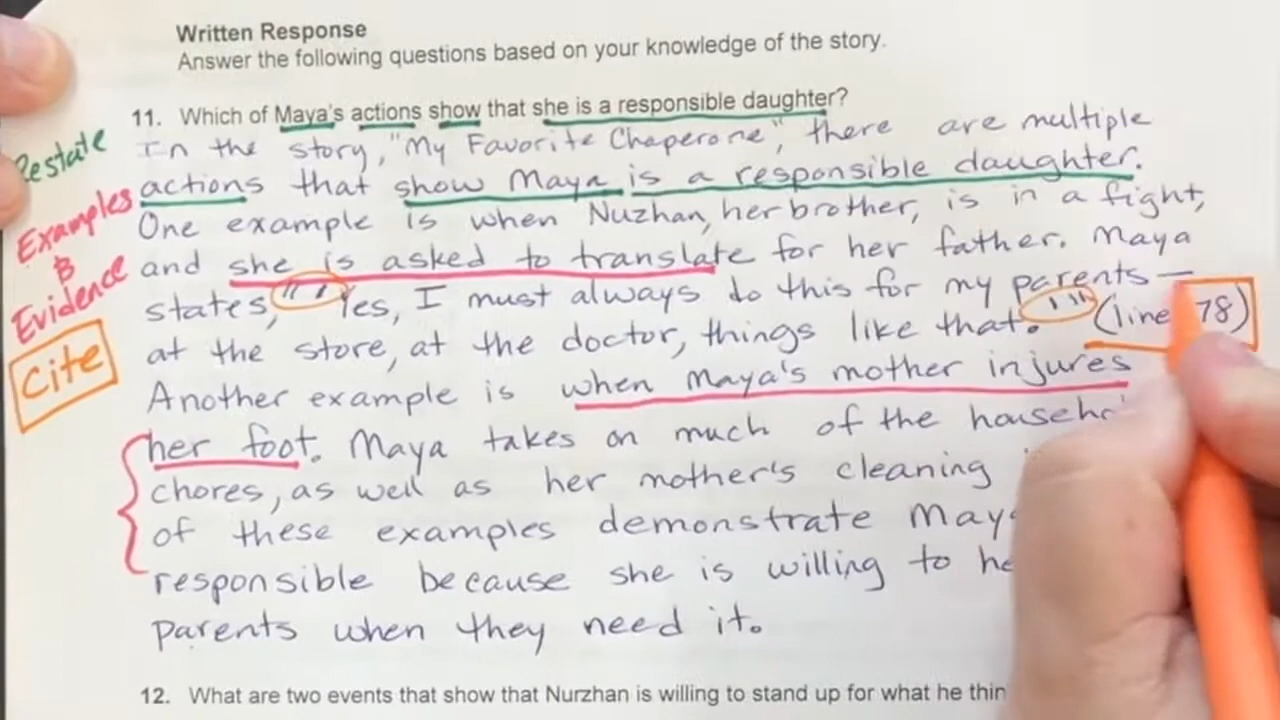 Written Response
Answer the following questions based on your knowledge of the story.
11. Which of Maya's actions show that she is a responsible daughter?
Restate
In the story, "My Favorite Chaperone", there are multiple
actions that show Maya is a responsible daughter.
Examples
&
Evidence
One example is when Nuzhan, her brother, is in a fight,
and she is asked to translate for her father. Maya
states, "'Yes, I must always do this for my parents —
at the store, at the doctor, things like that.'" (line 78)
Cite
Another example is when Maya's mother injures
her foot. Maya takes on much of the
chores, as well as her mother's cleaning
of these examples demonstrate
responsible because she is willing to
parents when they need it.
12. What are two events that show that Nurzhan is willing to stand up for what he